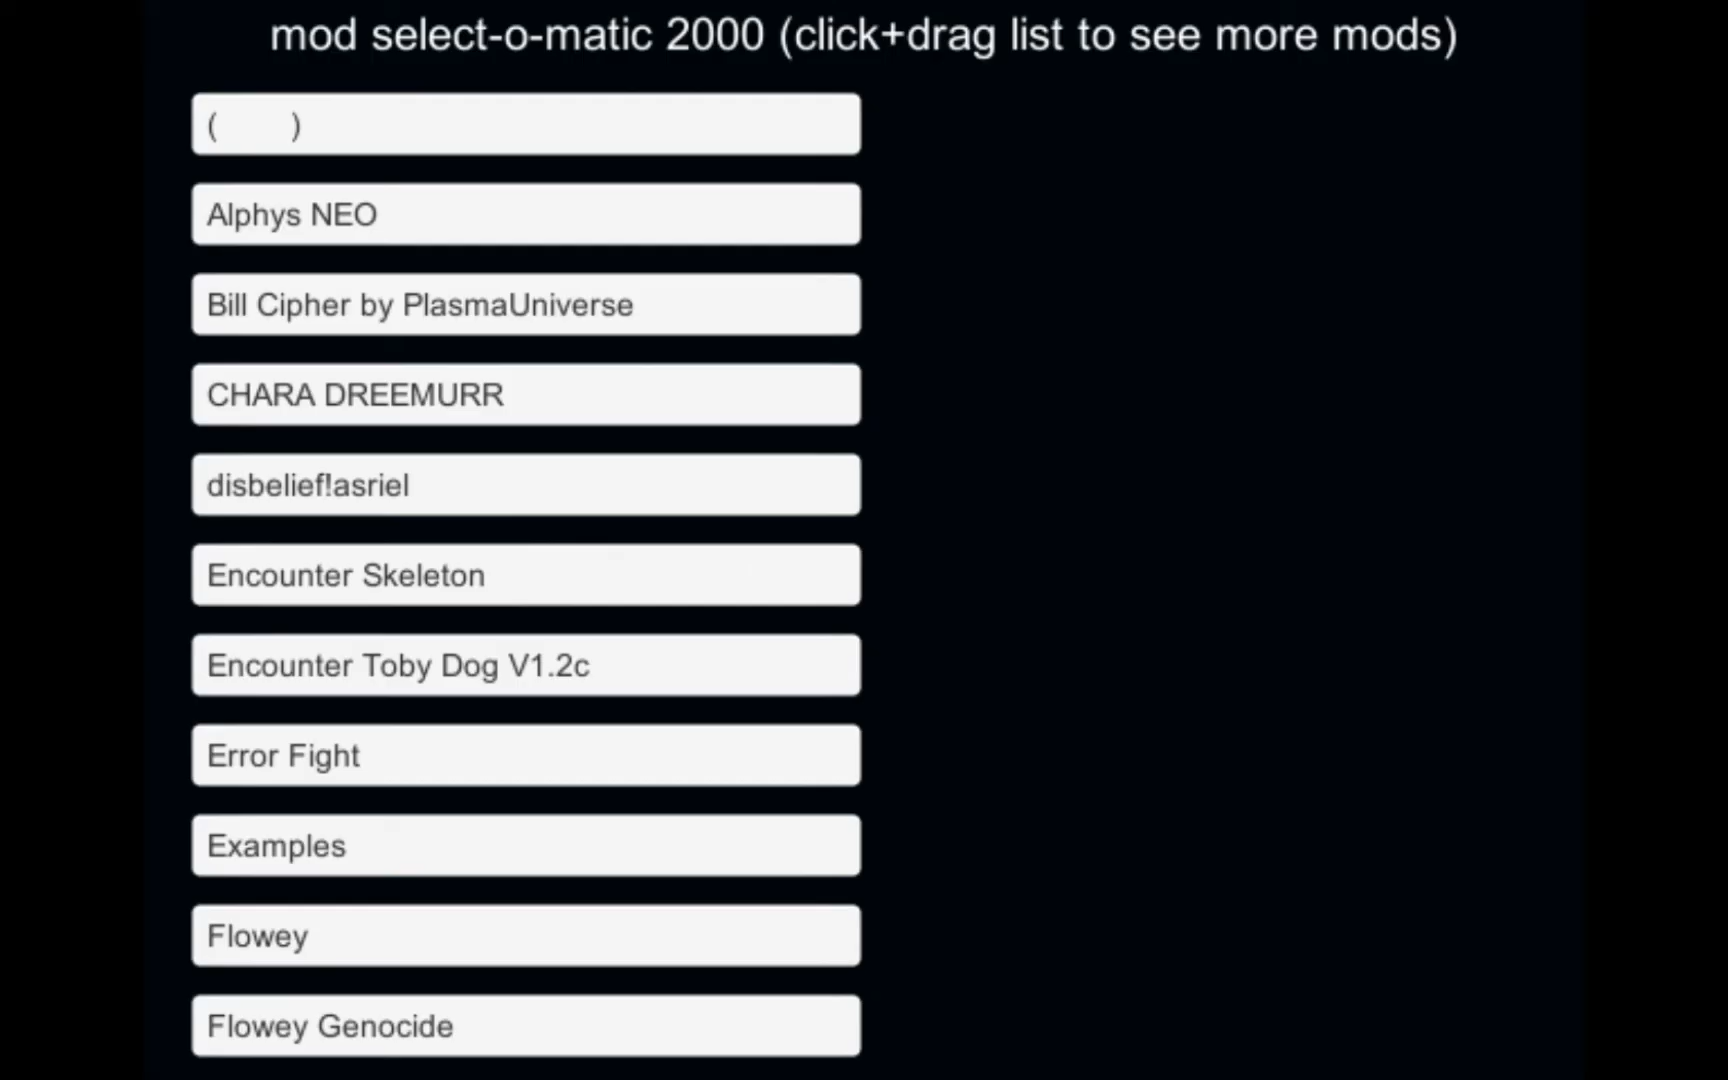 mod select-o-matic 2000 (click+drag list to see more mods)
(        )
Alphys NEO
Bill Cipher by PlasmaUniverse
CHARA DREEMURR
disbelief!asriel
Encounter Skeleton
Encounter Toby Dog V1.2c
Error Fight
Examples
Flowey
Flowey Genocide